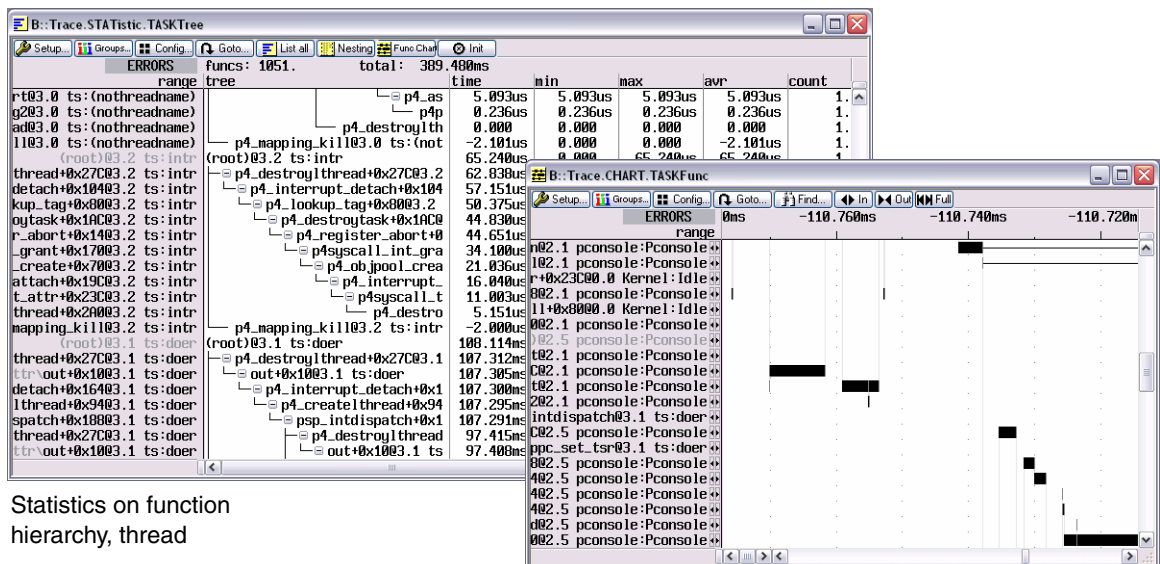 B::Trace.STATistic.TASKTree
Setup... Groups... Config... Goto... List all Nesting Func Chart Init
ERRORS funcs: 1051. total: 389.480ms
range tree time min max avr count
rt@3.0 ts:(nothreadname) p4_as 5.093us 5.093us 5.093us 5.093us 1.
g2@3.0 ts:(nothreadname) p4p 0.236us 0.236us 0.236us 0.236us 1.
ad@3.0 ts:(nothreadname) p4_destroylth 0.000 0.000 0.000 0.000 1.
ll@3.0 ts:(nothreadname) p4_mapping_kill@3.0 ts:(not -2.101us 0.000 0.000 -2.101us 1.
(root)@3.2 ts:intr (root)@3.2 ts:intr 65.240us 0.000 65.240us 65.240us
thread+0x27C@3.2 ts:intr p4_destroylthread+0x27C@3.2 62.838us
detach+0x104@3.2 ts:intr p4_interrupt_detach+0x104 57.151us
kup_tag+0x80@3.2 ts:intr p4_lookup_tag+0x80@3.2 50.375us
oytask+0x1AC@3.2 ts:intr p4_destroytask+0x1AC@ 44.830us
r_abort+0x14@3.2 ts:intr p4_register_abort+0 44.651us
_grant+0x170@3.2 ts:intr p4syscall_int_gra 34.100us
_create+0x70@3.2 ts:intr p4_objpool_crea 21.036us
attach+0x19C@3.2 ts:intr p4_interrupt_ 16.040us
t_attr+0x23C@3.2 ts:intr p4syscall_t 11.003us
thread+0x2A0@3.2 ts:intr p4_destro 5.151us
mapping_kill@3.2 ts:intr p4_mapping_kill@3.2 ts:intr -2.000us
(root)@3.1 ts:doer (root)@3.1 ts:doer 108.114ms
thread+0x27C@3.1 ts:doer p4_destroylthread+0x27C@3.1 107.312ms
ttr\out+0x10@3.1 ts:doer out+0x10@3.1 ts:doer 107.305ms
detach+0x164@3.1 ts:doer p4_interrupt_detach+0x1 107.300ms
lthread+0x94@3.1 ts:doer p4_createlthread+0x94 107.295ms
spatch+0x188@3.1 ts:doer psp_intdispatch+0x1 107.291ms
thread+0x27C@3.1 ts:doer p4_destroylthread 97.415ms
ttr\out+0x10@3.1 ts:doer out+0x10@3.1 ts 97.408ms
B::Trace.CHART.TASKFunc
Setup... Groups... Config... Goto... Find... In Out Full
ERRORS 0ms -110.760ms -110.740ms -110.720m
range
n@2.1 pconsole:Pconsole
l@2.1 pconsole:Pconsole
r+0x23C@0.0 Kernel:Idle
8@2.1 pconsole:Pconsole
ll+0x80@0.0 Kernel:Idle
0@2.1 pconsole:Pconsole
)@2.5 pconsole:Pconsole
t@2.1 pconsole:Pconsole
C@2.1 pconsole:Pconsole
t@2.1 pconsole:Pconsole
2@2.1 pconsole:Pconsole
intdispatch@3.1 ts:doer
C@2.5 pconsole:Pconsole
ppc_set_tsr@3.1 ts:doer
8@2.5 pconsole:Pconsole
4@2.5 pconsole:Pconsole
4@2.5 pconsole:Pconsole
4@2.5 pconsole:Pconsole
d@2.5 pconsole:Pconsole
0@2.5 pconsole:Pconsole
Statistics on function
hierarchy, thread